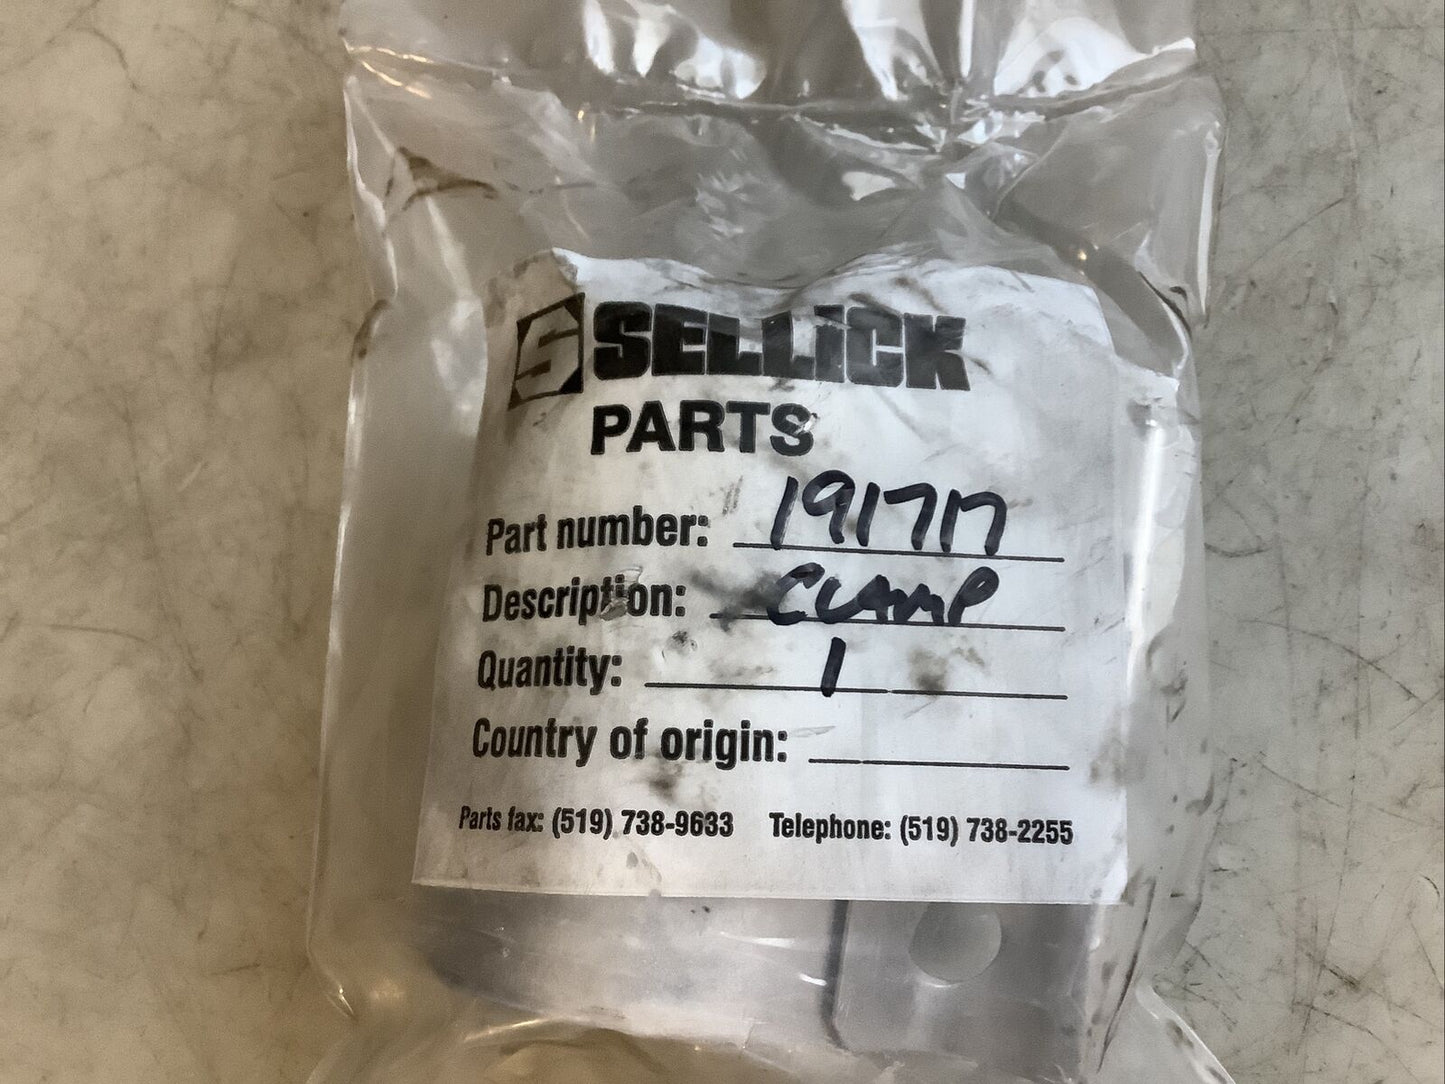 S SELLiCK
PARTS
Part number: 191717
Description: CLAMP
Quantity: 1
Country of origin:
Parts fax: (519) 738-9633 Telephone: (519) 738-2255